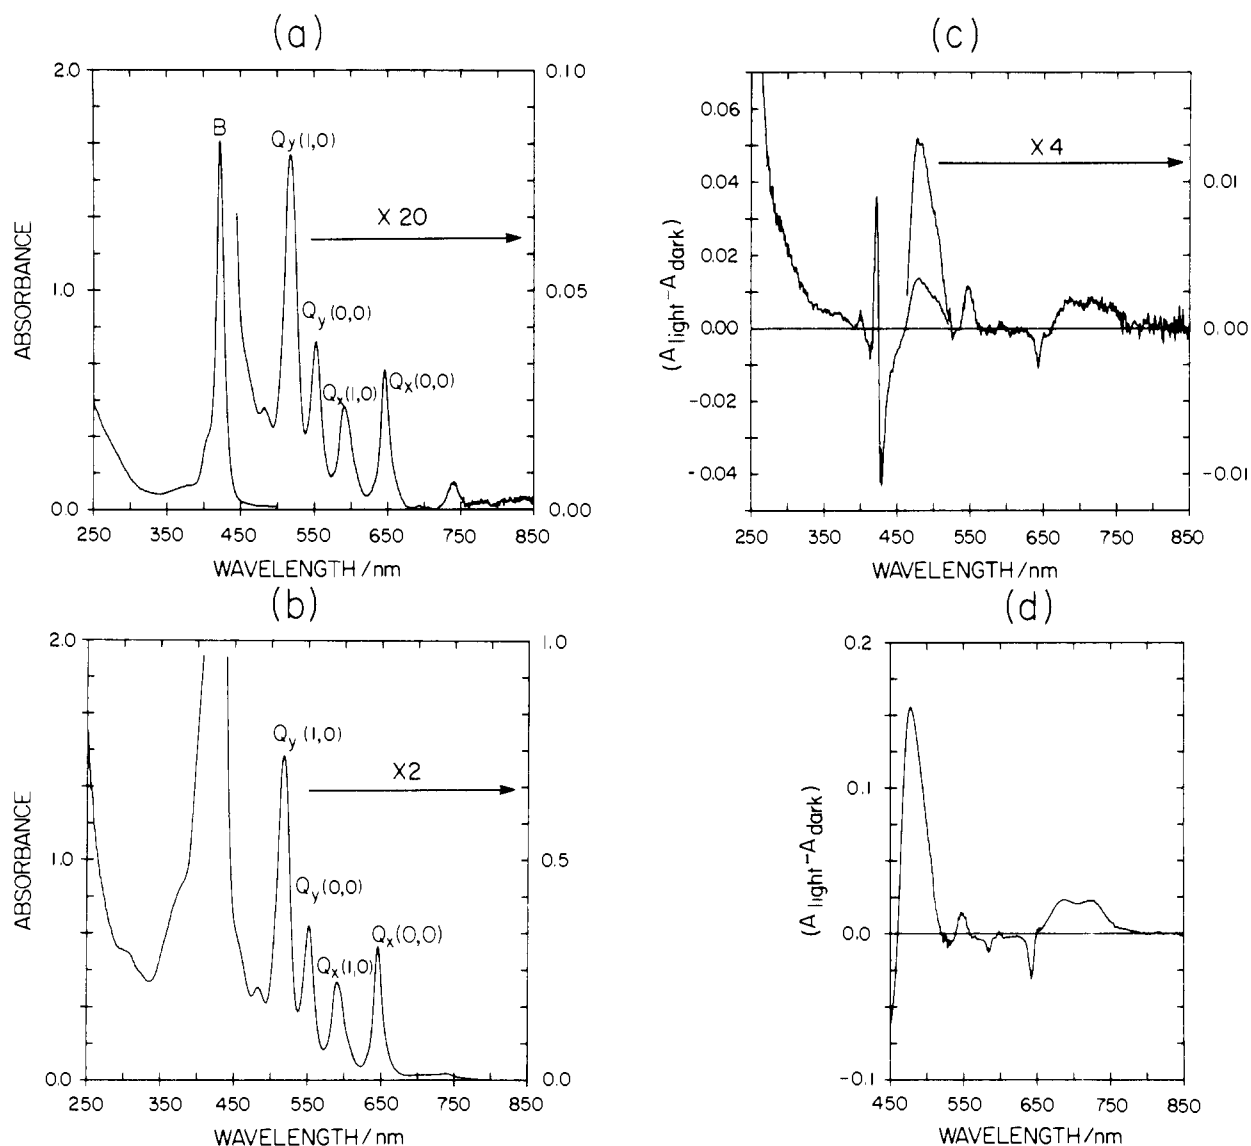 (a)
2.0
0.10
B
Qy(1,0)
X 20
Qy(0,0)
Qx(1,0)
Qx(0,0)
ABSORBANCE
1.0
0.05
0.0
0.00
250 350 450 550 650 750 850
WAVELENGTH/nm
(b)
2.0
1.0
Qy(1,0)
X2
Qy(0,0)
Qx(1,0)
Qx(0,0)
ABSORBANCE
1.0
0.5
0.0
0.0
250 350 450 550 650 750 850
WAVELENGTH/nm
(c)
0.06
0.04
0.02
0.00
-0.02
-0.04
X 4
0.01
0.00
-0.01
(Alight-Adark)
250 350 450 550 650 750 850
WAVELENGTH/nm
(d)
0.2
0.1
0.0
-0.1
(Alight-Adark)
450 550 650 750 850
WAVELENGTH/nm